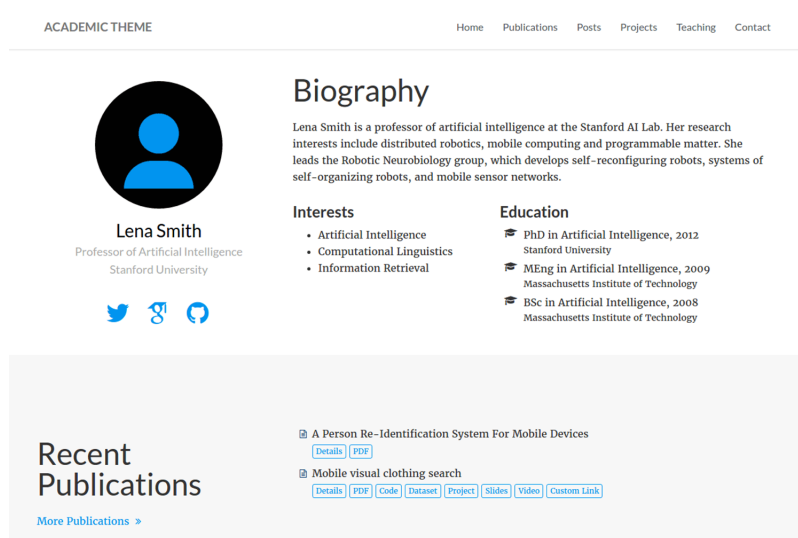 ACADEMIC THEME
Home Publications Posts Projects Teaching Contact
Lena Smith
Professor of Artificial Intelligence
Stanford University
Biography
Lena Smith is a professor of artificial intelligence at the Stanford AI Lab. Her research
interests include distributed robotics, mobile computing and programmable matter. She
leads the Robotic Neurobiology group, which develops self-reconfiguring robots, systems of
self-organizing robots, and mobile sensor networks.
Interests
• Artificial Intelligence
• Computational Linguistics
• Information Retrieval
Education
PhD in Artificial Intelligence, 2012
Stanford University
MEng in Artificial Intelligence, 2009
Massachusetts Institute of Technology
BSc in Artificial Intelligence, 2008
Massachusetts Institute of Technology
Recent
Publications
More Publications »
A Person Re-Identification System For Mobile Devices
Details PDF
Mobile visual clothing search
Details PDF Code Dataset Project Slides Video Custom Link